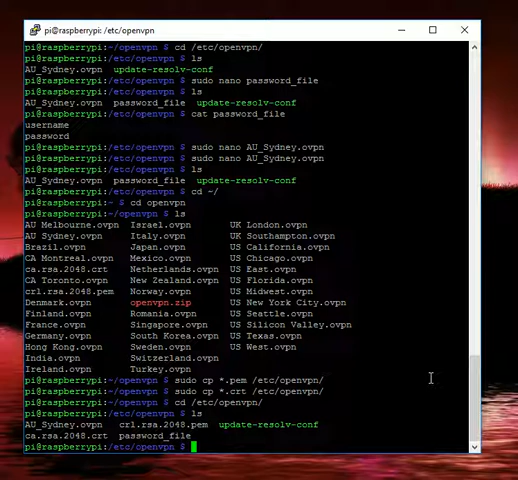 pi@raspberrypi: /etc/openvpn
pi@raspberrypi:~/openvpn $ cd /etc/openvpn/
pi@raspberrypi:/etc/openvpn $ ls
AU_Sydney.ovpn  update-resolv-conf
pi@raspberrypi:/etc/openvpn $ sudo nano password_file
pi@raspberrypi:/etc/openvpn $ ls
AU_Sydney.ovpn  password_file  update-resolv-conf
pi@raspberrypi:/etc/openvpn $ cat password_file
username
password
pi@raspberrypi:/etc/openvpn $ sudo nano AU_Sydney.ovpn
pi@raspberrypi:/etc/openvpn $ sudo nano AU_Sydney.ovpn
pi@raspberrypi:/etc/openvpn $ ls
AU_Sydney.ovpn  password_file  update-resolv-conf
pi@raspberrypi:/etc/openvpn $ cd ~/
pi@raspberrypi:~ $ cd openvpn
pi@raspberrypi:~/openvpn $ ls
AU Melbourne.ovpn  Israel.ovpn  UK London.ovpn
AU Sydney.ovpn  Italy.ovpn  UK Southampton.ovpn
Brazil.ovpn  Japan.ovpn  US California.ovpn
CA Montreal.ovpn  Mexico.ovpn  US Chicago.ovpn
ca.rsa.2048.crt  Netherlands.ovpn  US East.ovpn
CA Toronto.ovpn  New Zealand.ovpn  US Florida.ovpn
crl.rsa.2048.pem  Norway.ovpn  US Midwest.ovpn
Denmark.ovpn  openvpn.zip  US New York City.ovpn
Finland.ovpn  Romania.ovpn  US Seattle.ovpn
France.ovpn  Singapore.ovpn  US Silicon Valley.ovpn
Germany.ovpn  South Korea.ovpn  US Texas.ovpn
Hong Kong.ovpn  Sweden.ovpn  US West.ovpn
India.ovpn  Switzerland.ovpn
Ireland.ovpn  Turkey.ovpn
pi@raspberrypi:~/openvpn $ sudo cp *.pem /etc/openvpn/
pi@raspberrypi:~/openvpn $ sudo cp *.crt /etc/openvpn/
pi@raspberrypi:~/openvpn $ cd /etc/openvpn/
pi@raspberrypi:/etc/openvpn $ ls
AU_Sydney.ovpn  crl.rsa.2048.pem  update-resolv-conf
ca.rsa.2048.crt  password_file
pi@raspberrypi:/etc/openvpn $